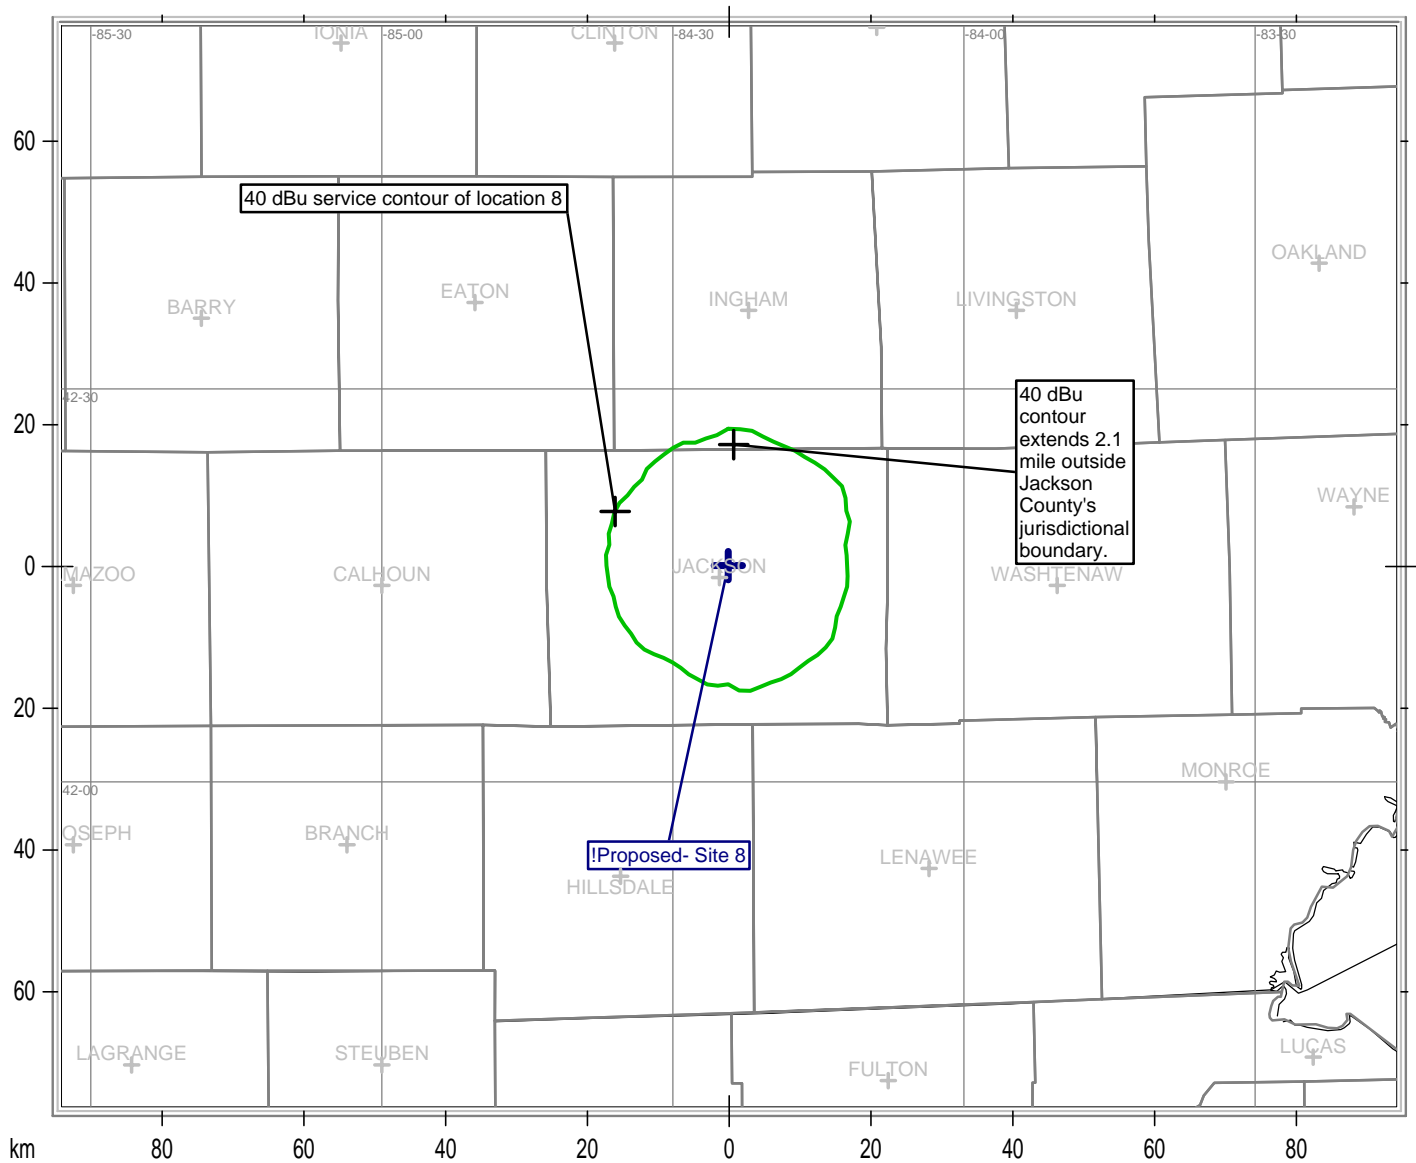 -85-30
IONIA
-85-00
CLINTON
-84-30
-84-00
-83-30
60
40 dBu service contour of location 8
40
OAKLAND
BARRY
EATON
INGHAM
LIVINGSTON
42-30
20
40 dBu
contour
extends 2.1
mile outside
Jackson
County's
jurisdictional
boundary.
WAYNE
0
MAZOO
CALHOUN
JACKSON
WASHTENAW
20
42-00
MONROE
40
OSEPH
BRANCH
!Proposed- Site 8
HILLSDALE
LENAWEE
60
LAGRANGE
STEUBEN
FULTON
LUCAS
km
80
60
40
20
0
20
40
60
80